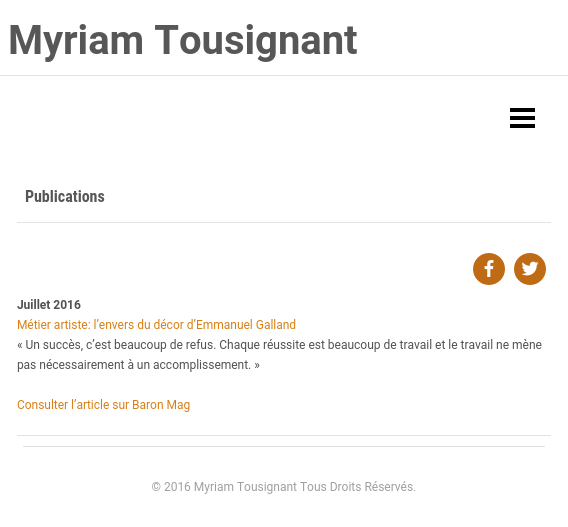 Myriam Tousignant
Publications
Juillet 2016
Métier artiste: l’envers du décor d’Emmanuel Galland
« Un succès, c’est beaucoup de refus. Chaque réussite est beaucoup de travail et le travail ne mène
pas nécessairement à un accomplissement. »
Consulter l’article sur Baron Mag
© 2016 Myriam Tousignant Tous Droits Réservés.